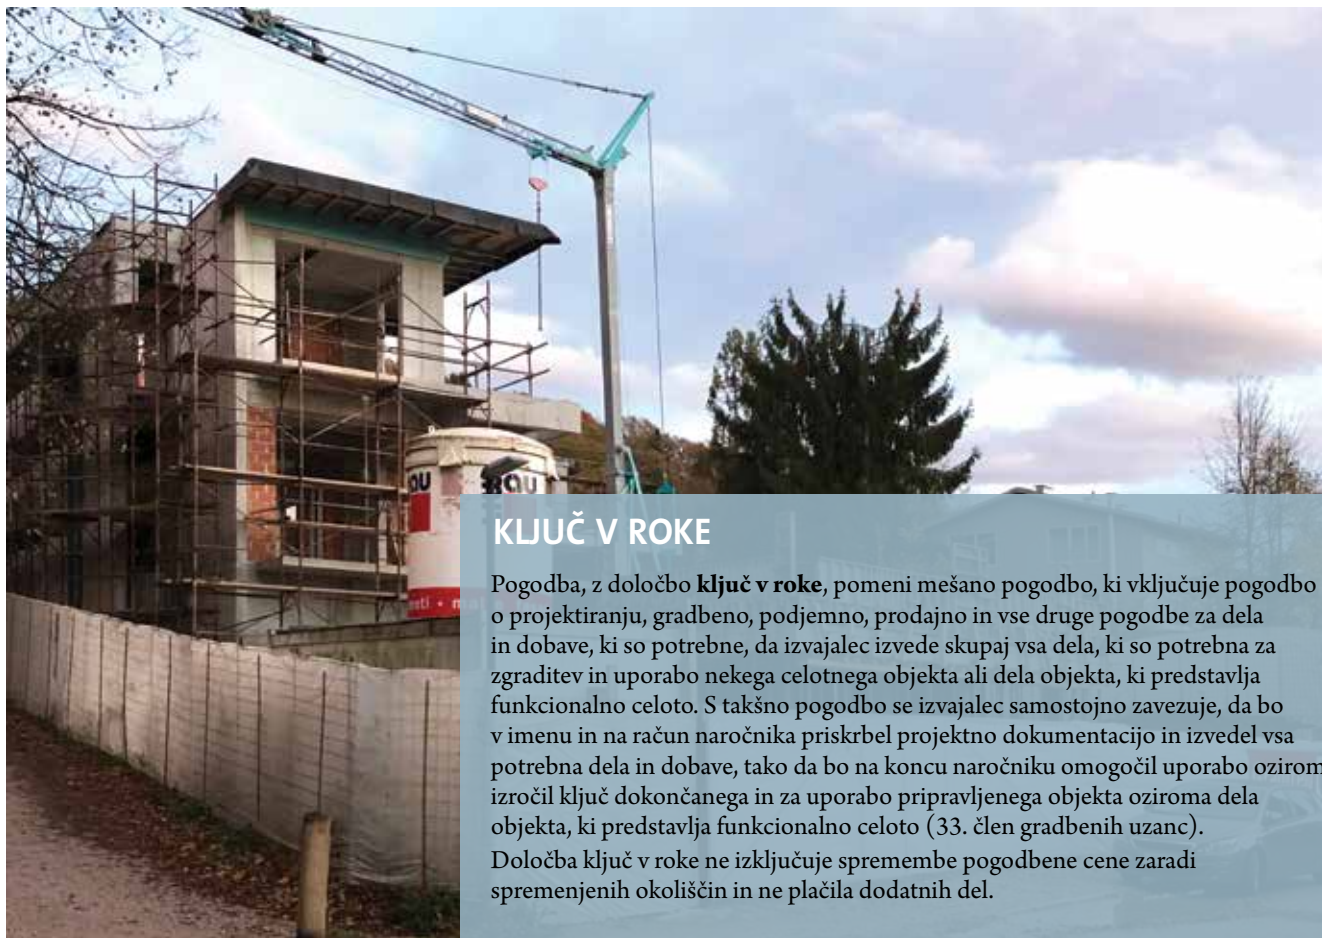 KLJUČ V ROKE
Pogodba, z določbo ključ v roke, pomeni mešano pogodbo, ki vključuje pogodbo
o projektiranju, gradbeno, podjemno, prodajno in vse druge pogodbe za dela
in dobave, ki so potrebne, da izvajalec izvede skupaj vsa dela, ki so potrebna za
zgraditev in uporabo nekega celotnega objekta ali dela objekta, ki predstavlja
funkcionalno celoto. S takšno pogodbo se izvajalec samostojno zavezuje, da bo
v imenu in na račun naročnika priskrbel projektno dokumentacijo in izvedel vsa
potrebna dela in dobave, tako da bo na koncu naročniku omogočil uporabo ozirom
izročil ključ dokončanega in za uporabo pripravljenega objekta oziroma dela
objekta, ki predstavlja funkcionalno celoto (33. člen gradbenih uzanc).
Določba ključ v roke ne izključuje spremembe pogodbene cene zaradi
spremenjenih okoliščin in ne plačila dodatnih del.